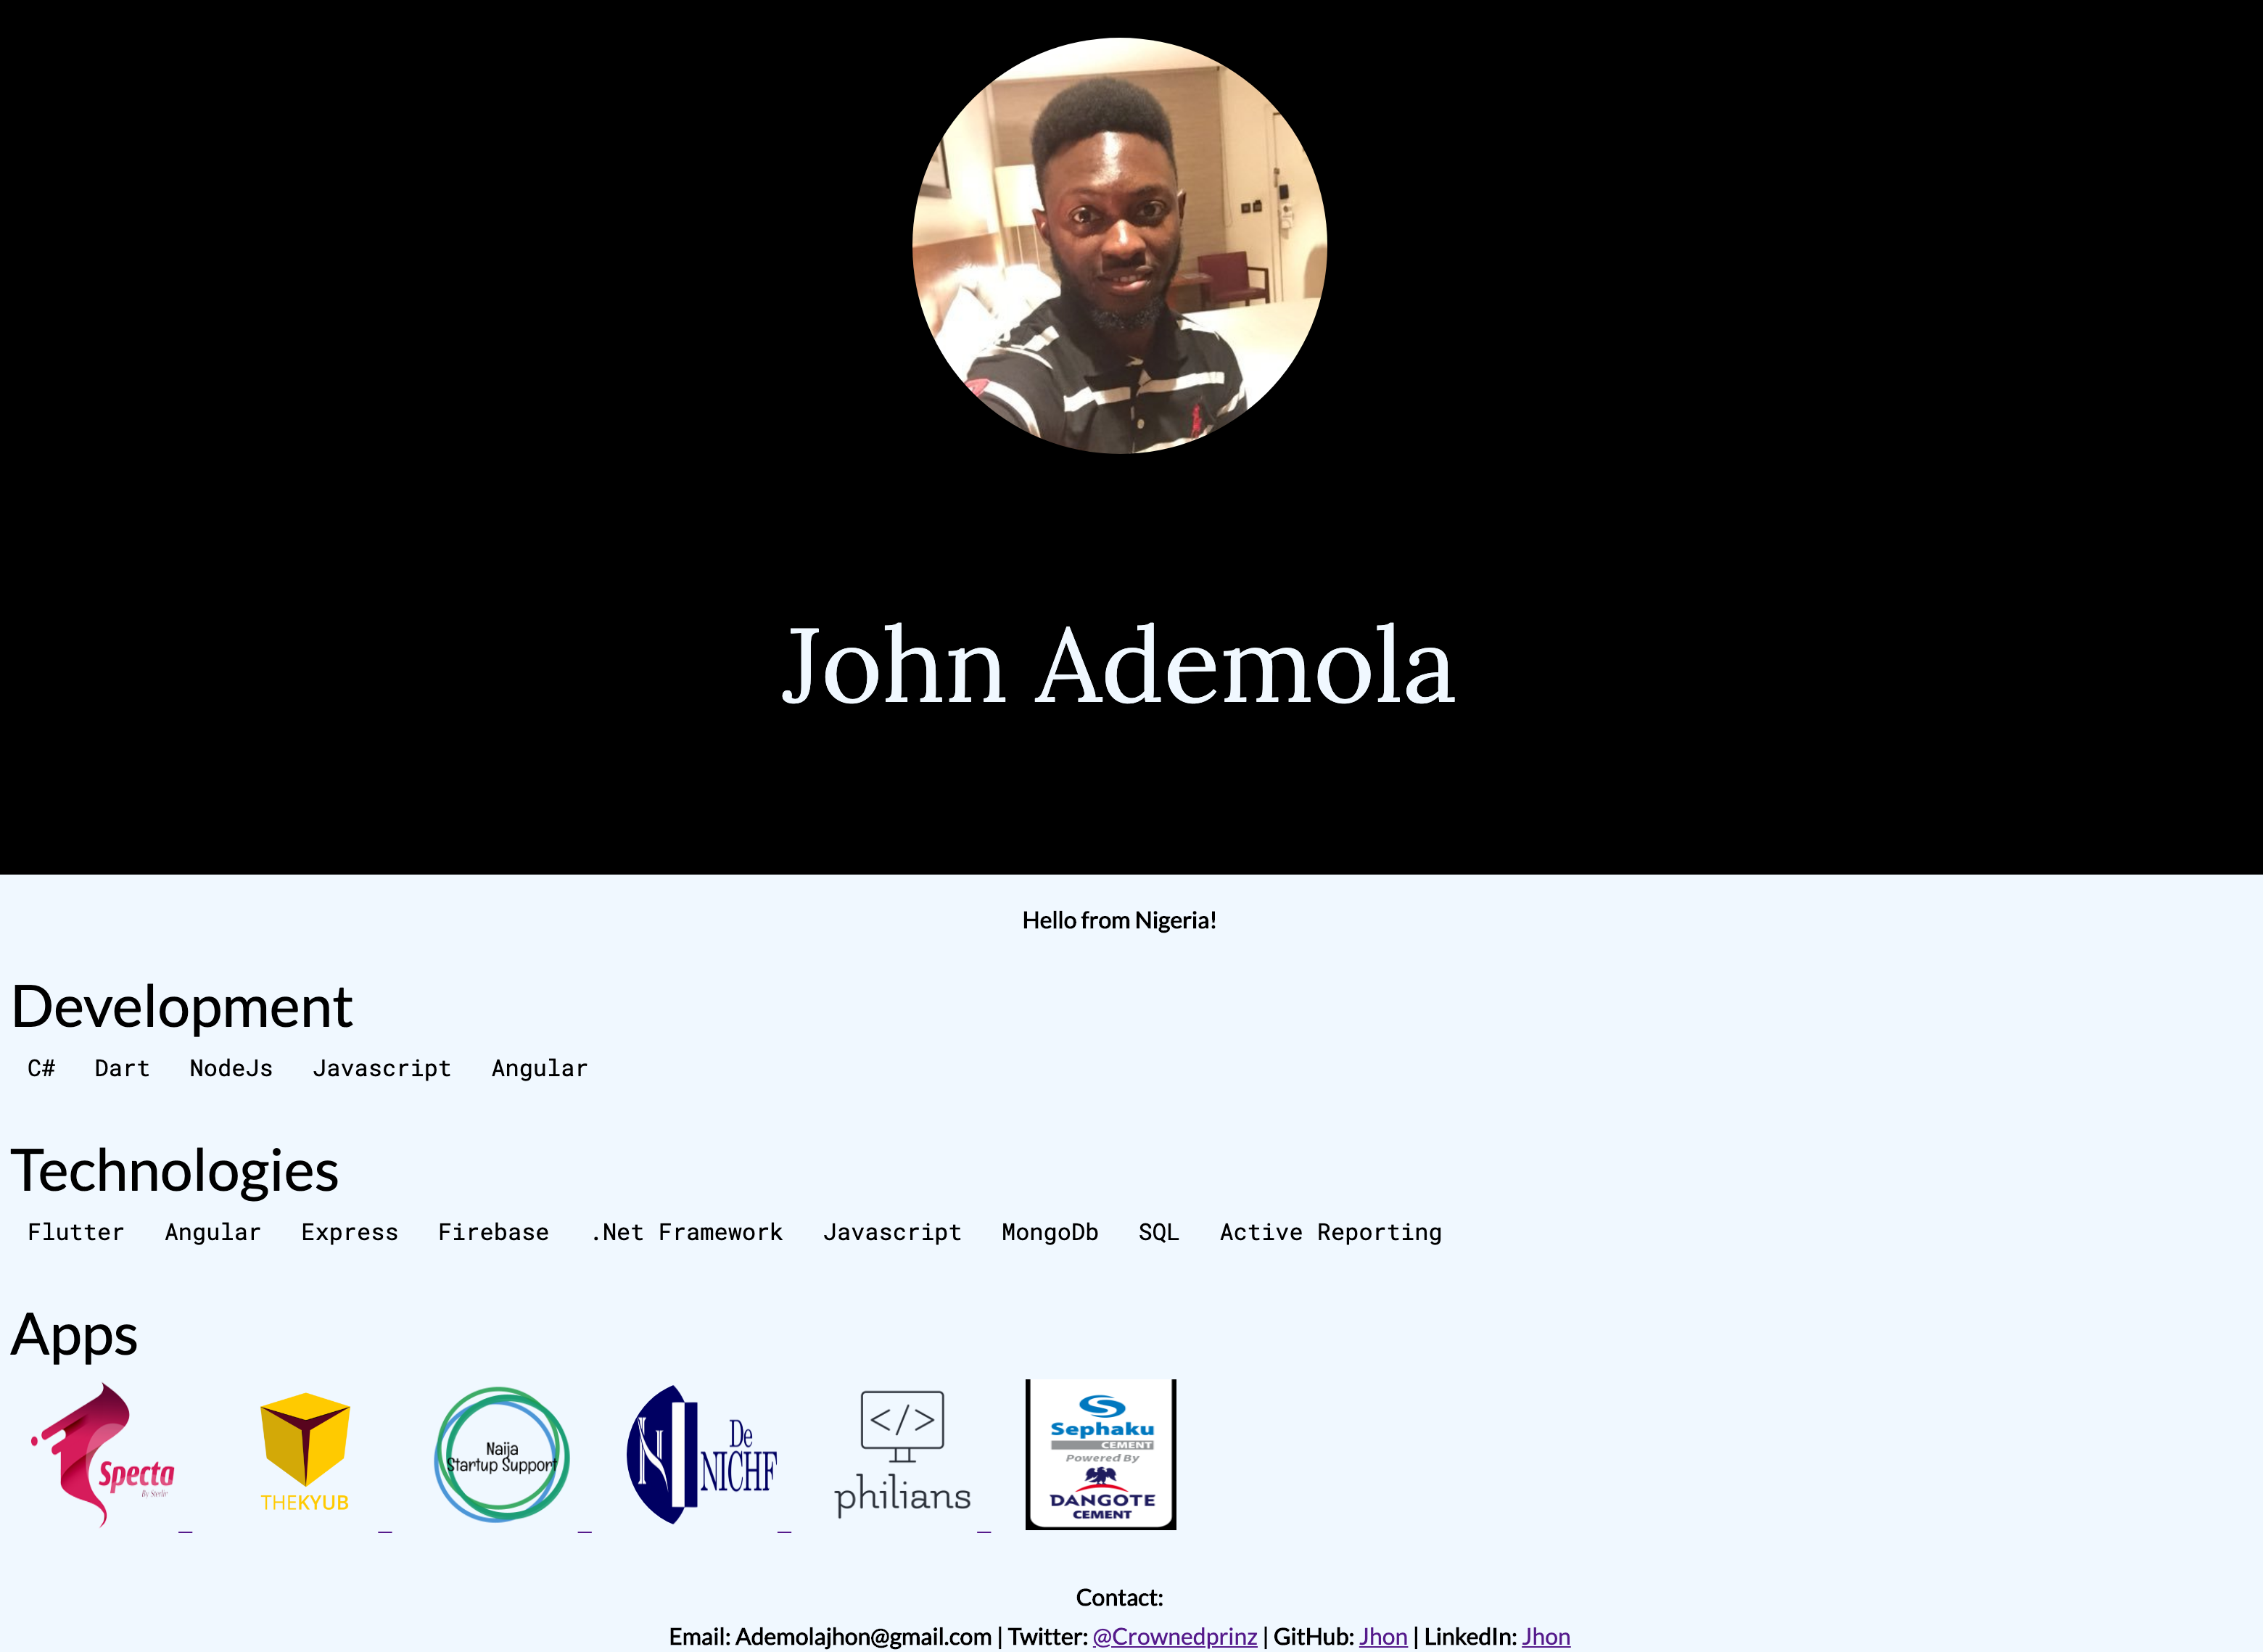 John Ademola
Hello from Nigeria!
Development
C# Dart NodeJs Javascript Angular
Technologies
Flutter Angular Express Firebase .Net Framework Javascript MongoDb SQL Active Reporting
Apps
Specta
By Sterlin
THEKYUB
Naija
Startup Support
N
De
NICHF
</>
philians
Sephaku
CEMENT
Powered By
DANGOTE
CEMENT
Contact:
Email: Ademolajhon@gmail.com | Twitter: @Crownedprinz | GitHub: Jhon | LinkedIn: Jhon